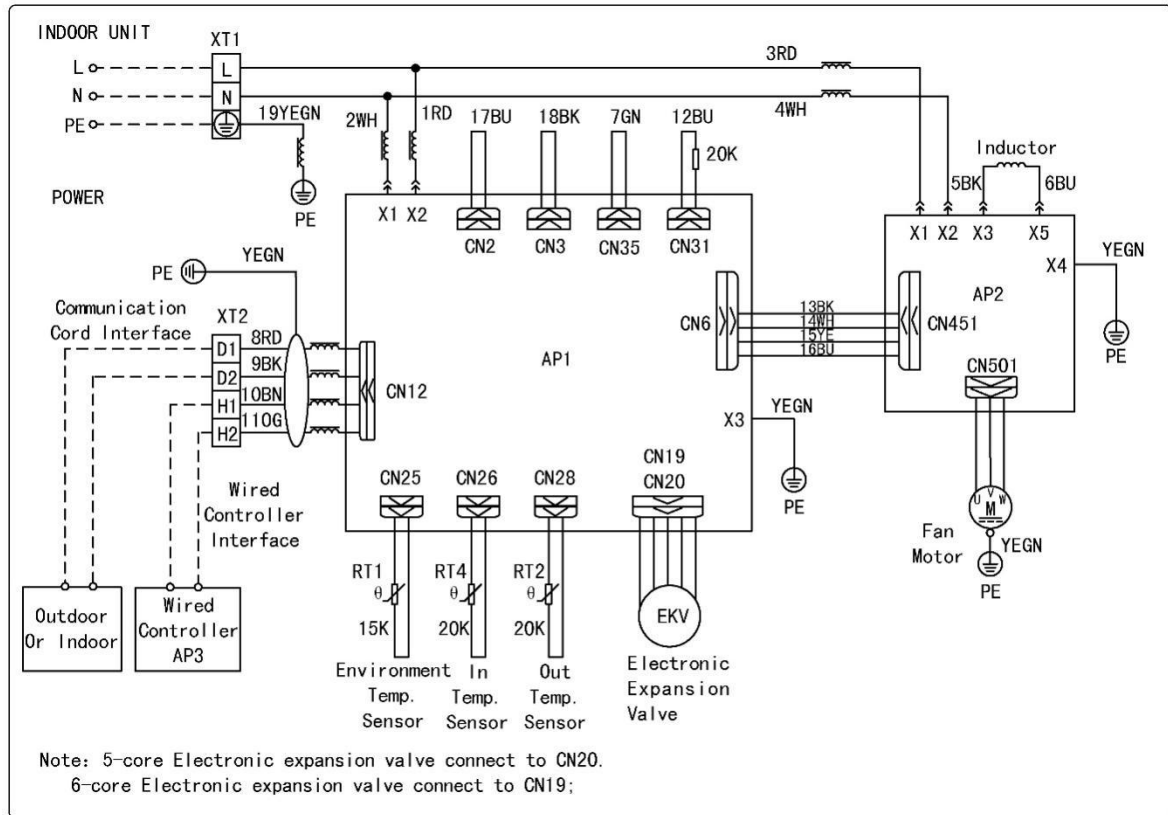 INDOOR UNIT
XT1
L
L
N
N
PE
POWER
19YEGN
PE
2WH
1RD
17BU
18BK
7GN
12BU
20K
3RD
4WH
Inductor
5BK
6BU
X1
X2
CN2
CN3
CN35
CN31
X1
X2
X3
X5
X4
YEGN
PE
AP2
PE
YEGN
Communication
Cord Interface
XT2
D1
8RD
D2
9BK
H1
10BN
H2
11OG
CN12
AP1
CN6
13BK
14WH
15YE
16BU
CN451
CN501
X3
YEGN
PE
U
V
W
M
Fan
Motor
YEGN
PE
Wired
Controller
Interface
Outdoor
Or Indoor
Wired
Controller
AP3
CN25
CN26
CN28
CN19
CN20
RT1
θ
15K
RT4
θ
20K
RT2
θ
20K
EKV
Environment
Temp.
Sensor
In
Temp.
Sensor
Out
Temp.
Sensor
Electronic
Expansion
Valve
Note: 5-core Electronic expansion valve connect to CN20.
6-core Electronic expansion valve connect to CN19;